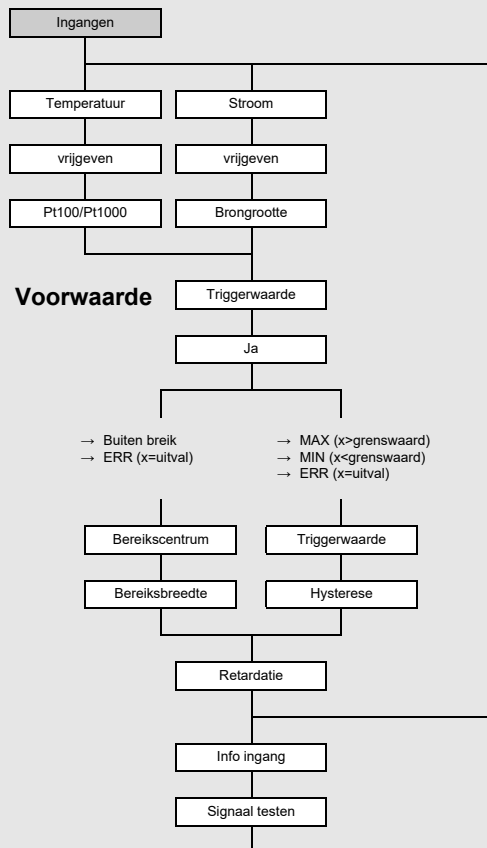 Ingangen
Temperatuur
Stroom
vrijgeven
vrijgeven
Pt100/Pt1000
Brongrootte
Voorwaarde
Triggerwaarde
Ja
→ Buiten breik
→ ERR (x=uitval)
→ MAX (x>grenswaard)
→ MIN (x<grenswaard)
→ ERR (x=uitval)
Bereikscentrum
Triggerwaarde
Bereiksbreedte
Hysterese
Retardatie
Info ingang
Signaal testen